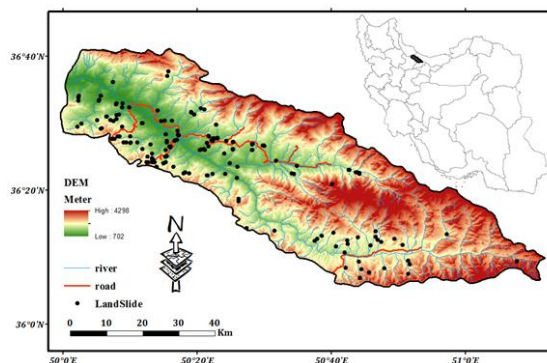 36°40'N
36°20'N
36°0'N
DEM
Meter
High : 4298
Low : 702
N
river
road
LandSlide
0 10 20 30 40
Km
50°0'E 50°20'E 50°40'E 51°0'E